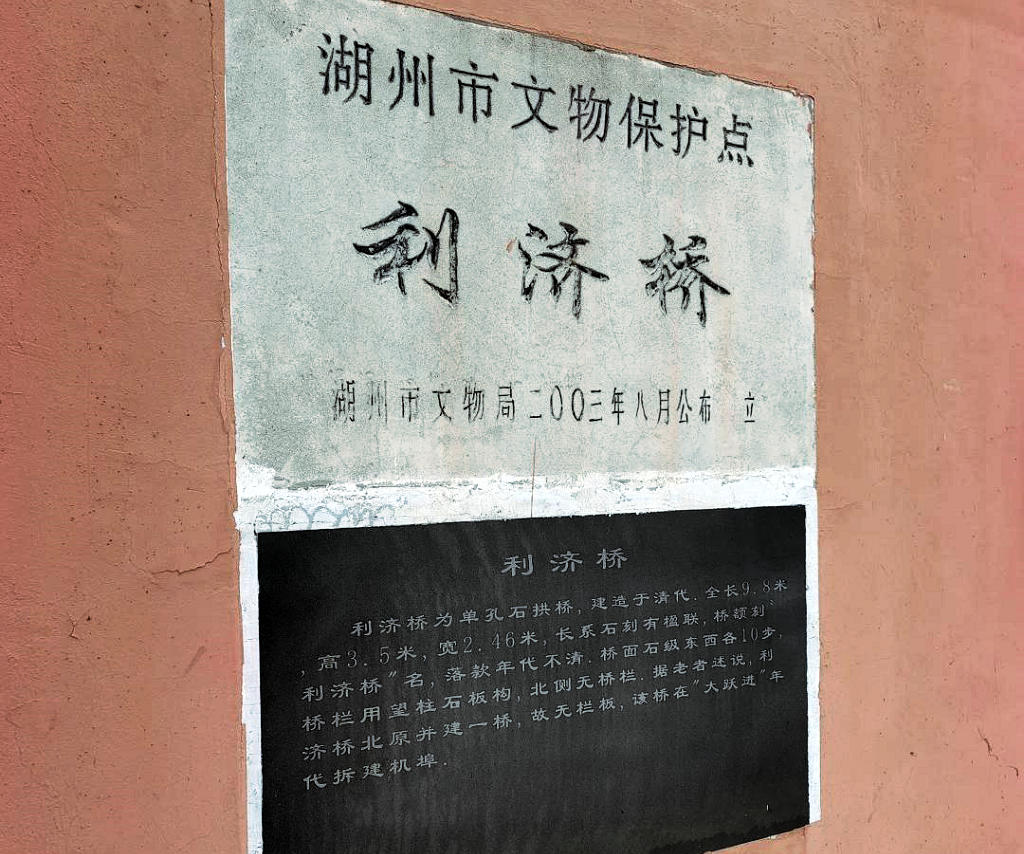 湖州市文物保护点
利济桥
湖州市文物局二〇〇三年八月公布 立
利济桥
利济桥为单孔石拱桥,建造于清代.全长9.8米
,高3.5米,宽2.46米,长系石刻有楹联,桥额刻"
利济桥"名,落款年代不清.桥面石级东西各10步,
桥栏用望柱石板构,北侧无桥栏.据老者述说,利
济桥北原并建一桥,故无栏板,该桥在"大跃进"年
代拆建机埠.